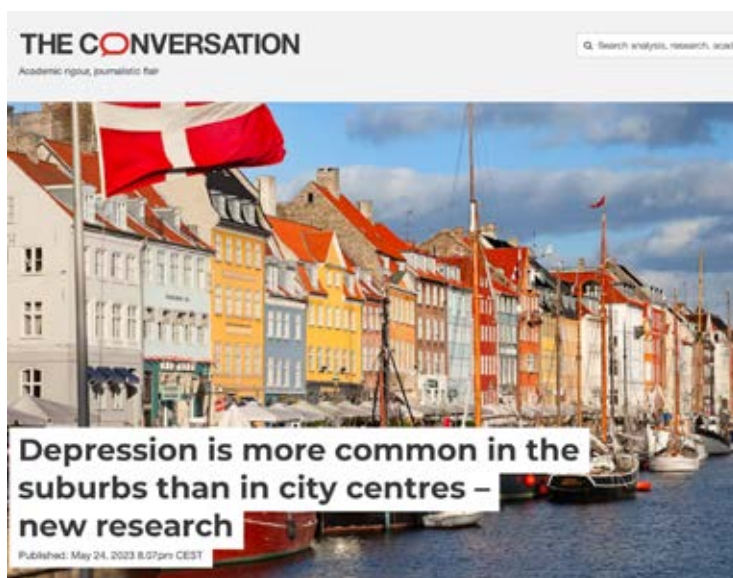 THE CONVERSATION
Academic rigour, journalistic flair
Search analysis, research, acad
Depression is more common in the
suburbs than in city centres –
new research
Published: May 24, 2023 8.07pm CEST